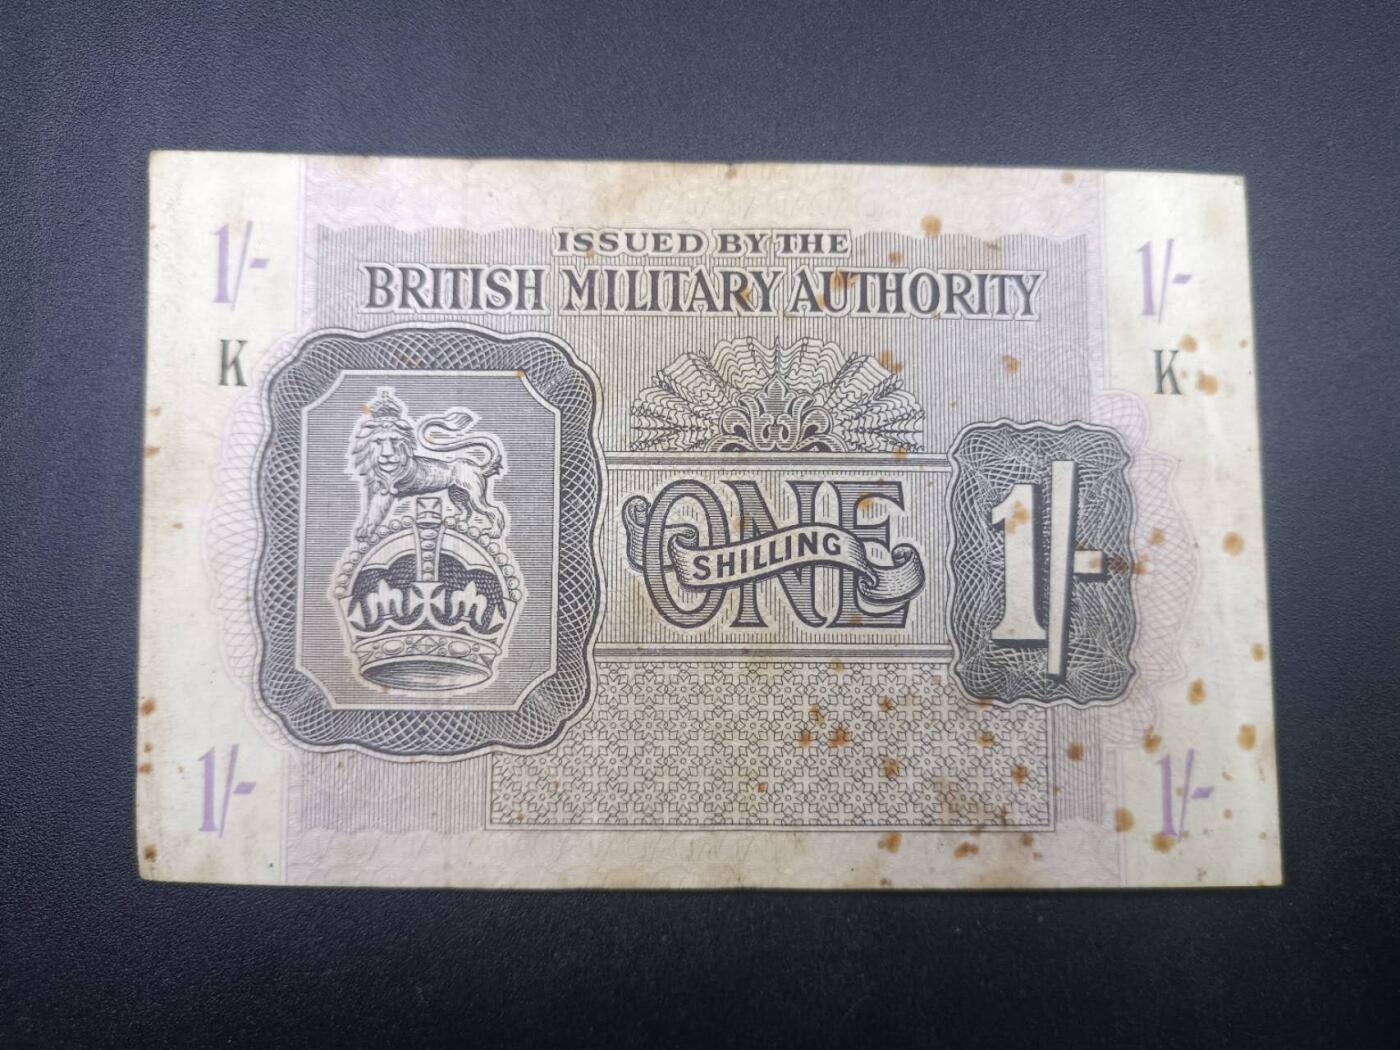 ISSUED BY THE
BRITISH MILITARY AUTHORITY
1/-
1/-
K
K
ONE
SHILLING
1/-
1/-
1/-